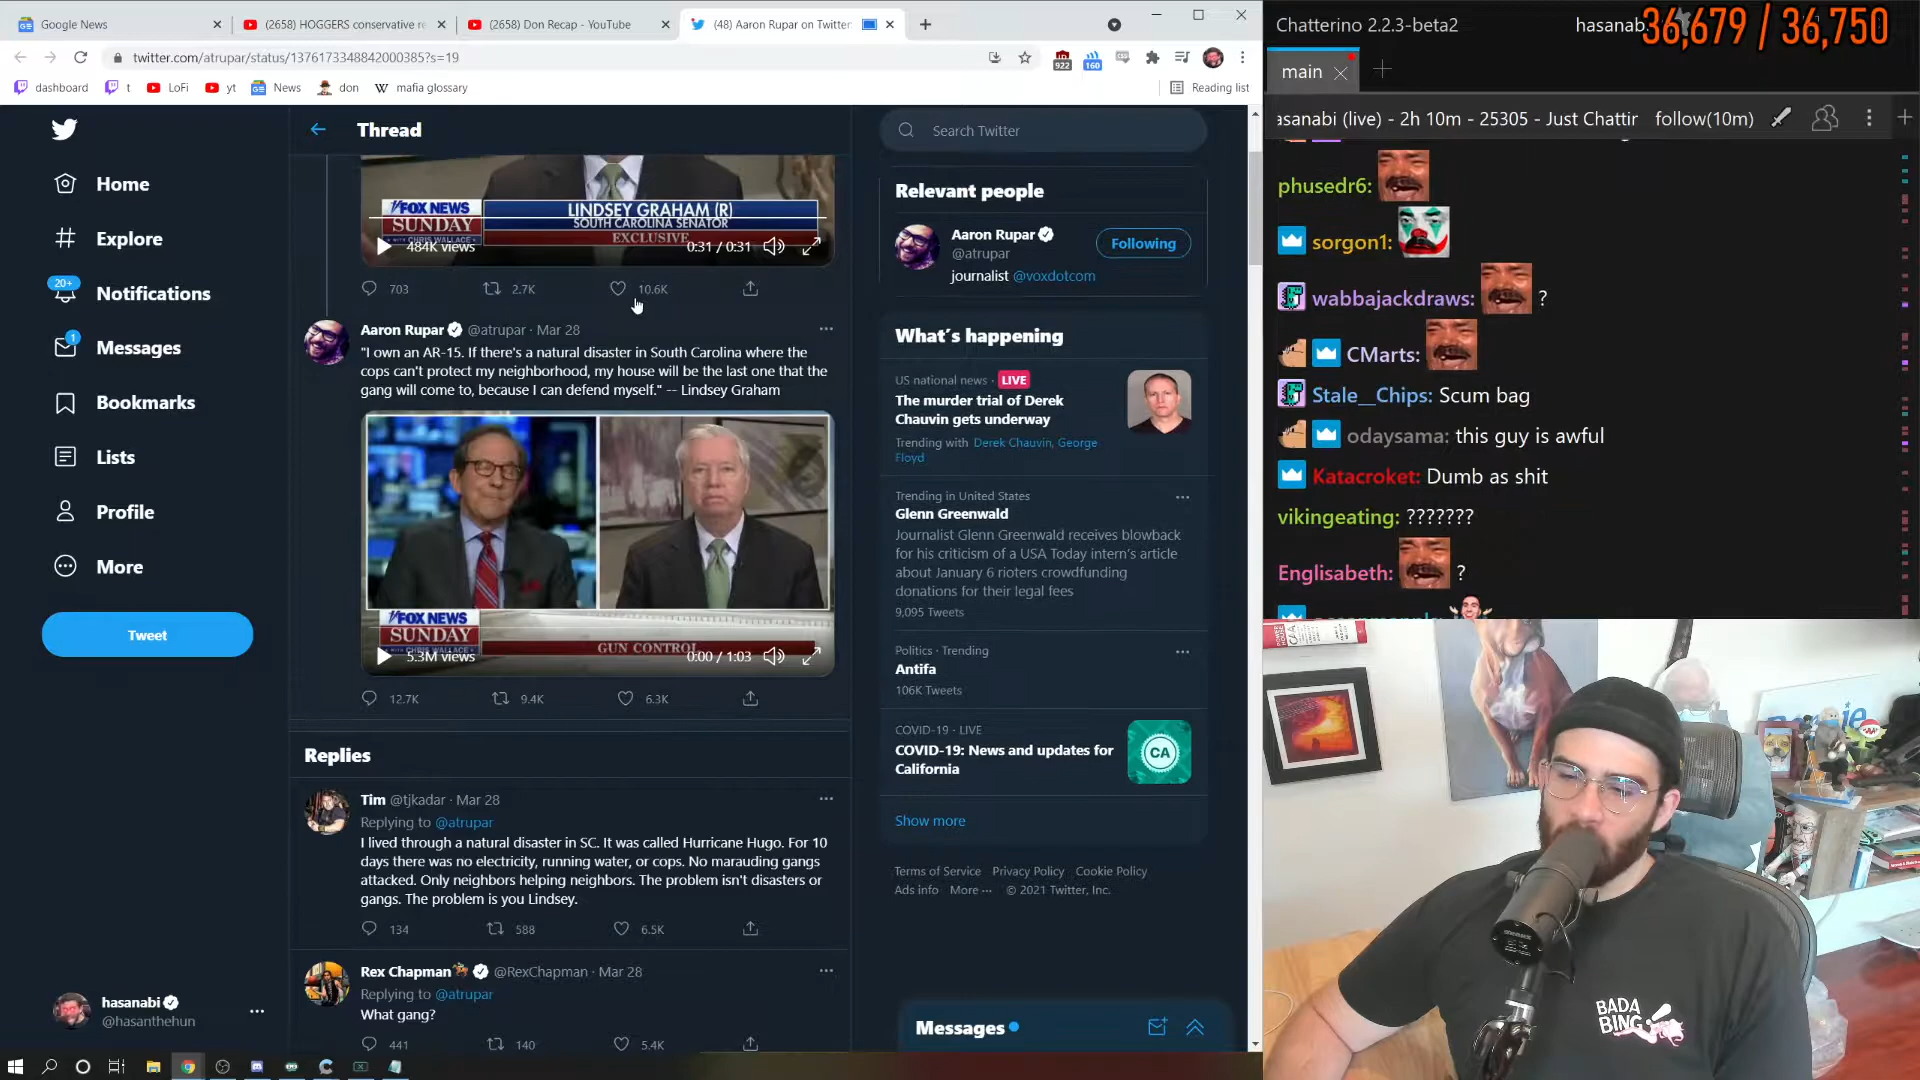 Google News
(2658) HOGGERS conservative re
(2658) Don Recap - YouTube
(48) Aaron Rupar on Twitter
twitter.com/atrupar/status/1376173348842000385?s=19
922
160
dashboard
t
LoFi
yt
News
don
mafia glossary
Reading list
Home
Explore
20+
Notifications
1
Messages
Bookmarks
Lists
Profile
More
Tweet
hasanabi
@hasanthehun
Thread
FOX NEWS
SUNDAY
WITH CHRIS WALLACE
LINDSEY GRAHAM (R)
SOUTH CAROLINA SENATOR
EXCLUSIVE
484K views
0:31 / 0:31
703
2.7K
10.6K
Aaron Rupar @atrupar · Mar 28
"I own an AR-15. If there's a natural disaster in South Carolina where the
cops can't protect my neighborhood, my house will be the last one that the
gang will come to, because I can defend myself." -- Lindsey Graham
FOX NEWS
SUNDAY
WITH CHRIS WALLACE
GUN CONTROL
5.3M views
0:00 / 1:03
12.7K
9.4K
6.3K
Replies
Tim @tjkadar · Mar 28
Replying to @atrupar
I lived through a natural disaster in SC. It was called Hurricane Hugo. For 10
days there was no electricity, running water, or cops. No marauding gangs
attacked. Only neighbors helping neighbors. The problem isn't disasters or
gangs. The problem is you Lindsey.
134
588
6.5K
Rex Chapman @RexChapman · Mar 28
Replying to @atrupar
What gang?
441
140
5.4K
Search Twitter
Relevant people
Aaron Rupar
@atrupar
Following
journalist @voxdotcom
What's happening
US national news · LIVE
The murder trial of Derek
Chauvin gets underway
Trending with Derek Chauvin, George
Floyd
Trending in United States
Glenn Greenwald
Journalist Glenn Greenwald receives blowback
for his criticism of a USA Today intern's article
about January 6 rioters crowdfunding
donations for their legal fees
9,095 Tweets
Politics · Trending
Antifa
106K Tweets
COVID-19 · LIVE
COVID-19: News and updates for
California
CA
Show more
Terms of Service Privacy Policy Cookie Policy
Ads info More ··· © 2021 Twitter, Inc.
Messages
Chatterino 2.2.3-beta2
hasanab
36,679 / 36,750
main
asanabi (live) - 2h 10m - 25305 - Just Chattir
follow(10m)
phusedr6:
sorgon1:
wabbajackdraws: ?
CMarts:
Stale__Chips: Scum bag
odaysama: this guy is awful
Katacroket: Dumb as shit
vikingeating: ???????
Englisabeth: ?
BADA
BING